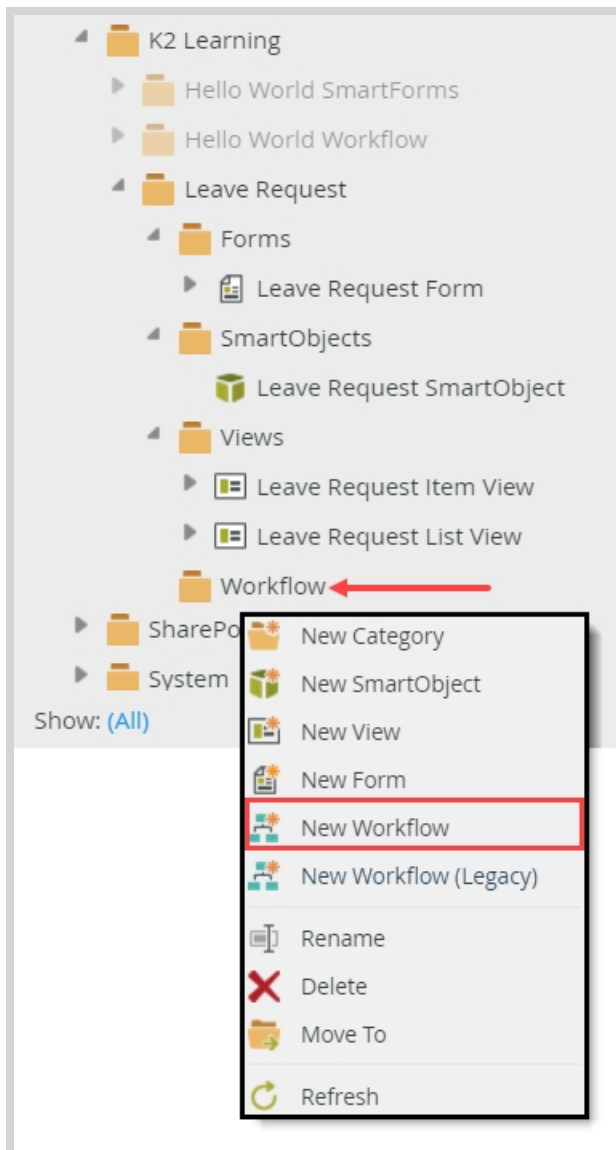 K2 Learning
Hello World SmartForms
Hello World Workflow
Leave Request
Forms
Leave Request Form
SmartObjects
Leave Request SmartObject
Views
Leave Request Item View
Leave Request List View
Workflow
SharePo
System
Show: (All)
New Category
New SmartObject
New View
New Form
New Workflow
New Workflow (Legacy)
Rename
Delete
Move To
Refresh